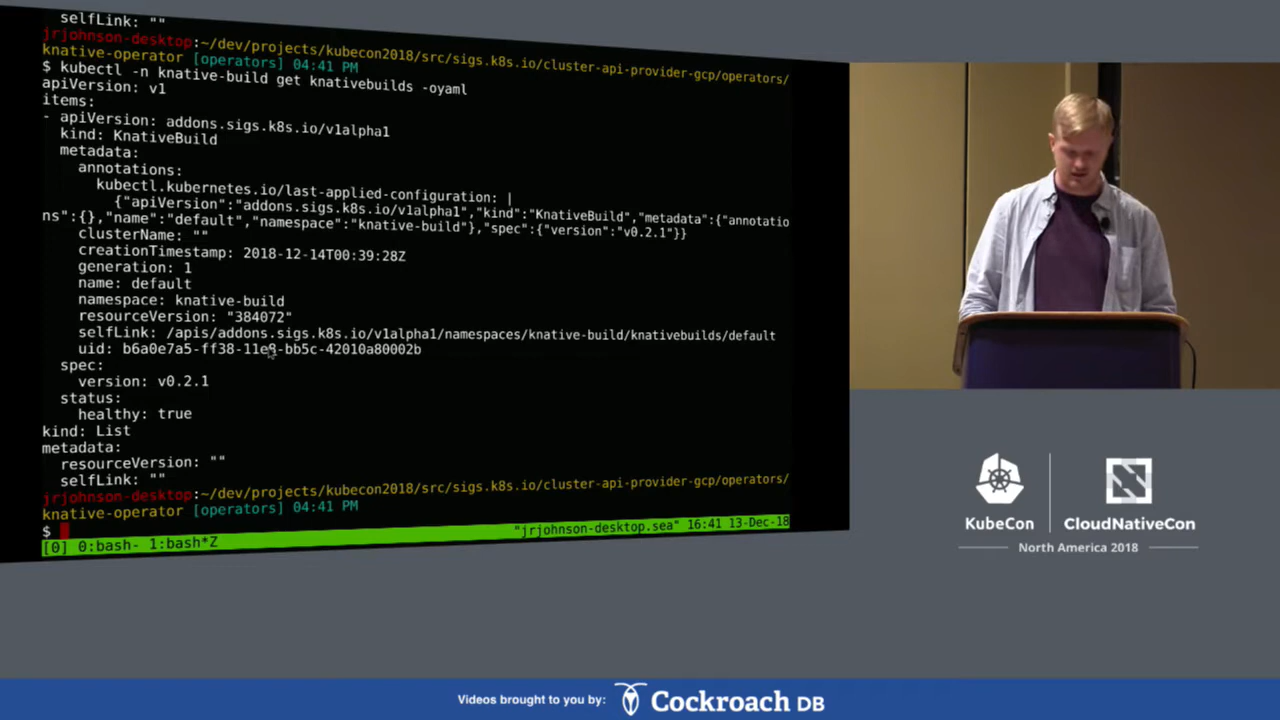 selfLink: ""
jrjohnson-desktop:~/dev/projects/kubecon2018/src/sigs.k8s.io/cluster-api-provider-gcp/operators/
knative-operator [operators] 04:41 PM
$ kubectl -n knative-build get knativebuilds -oyaml
apiVersion: v1
items:
- apiVersion: addons.sigs.k8s.io/v1alpha1
kind: KnativeBuild
metadata:
annotations:
kubectl.kubernetes.io/last-applied-configuration: |
{"apiVersion":"addons.sigs.k8s.io/v1alpha1","kind":"KnativeBuild","metadata":{"annotatio
ns":{},"name":"default","namespace":"knative-build"},"spec":{"version":"v0.2.1"}}
clusterName: ""
creationTimestamp: 2018-12-14T00:39:28Z
generation: 1
name: default
namespace: knative-build
resourceVersion: "384072"
selfLink: /apis/addons.sigs.k8s.io/v1alpha1/namespaces/knative-build/knativebuilds/default
uid: b6a0e7a5-ff38-11e8-bb5c-42010a80002b
spec:
version: v0.2.1
status:
healthy: true
kind: List
metadata:
resourceVersion: ""
selfLink: ""
jrjohnson-desktop:~/dev/projects/kubecon2018/src/sigs.k8s.io/cluster-api-provider-gcp/operators/
knative-operator [operators] 04:41 PM
$
[0] 0:bash- 1:bash*Z "jrjohnson-desktop.sea" 16:41 13-Dec-18
KubeCon CloudNativeCon
North America 2018
Videos brought to you by: Cockroach DB